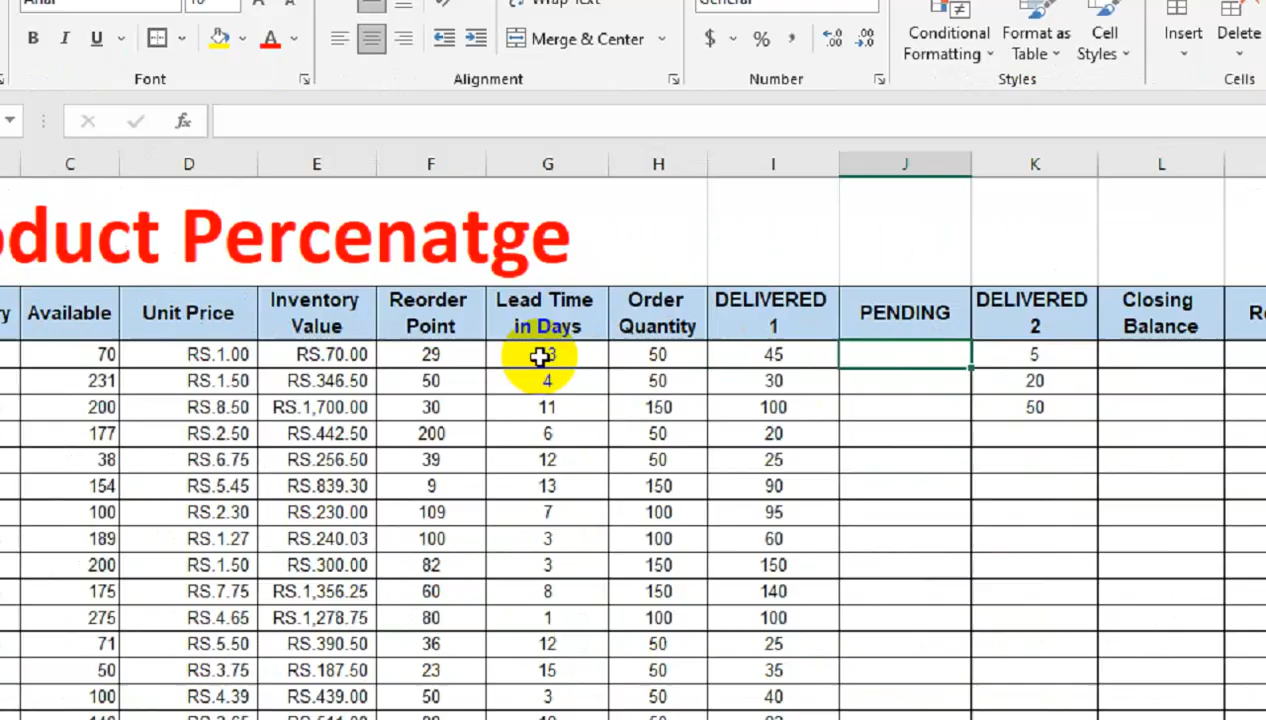 Conditional Format as Cell Insert Delete
B I U Merge & Center $ % , Formatting Table Styles
Font Alignment Number Styles Cells
fx
C D E F G H I J K L
oduct Percenatge
Available Unit Price Inventory Value Reorder Point Lead Time in Days Order Quantity DELIVERED 1 PENDING DELIVERED 2 Closing Balance
70 RS.1.00 RS.70.00 29 50 45 5
231 RS.1.50 RS.346.50 50 4 50 30 20
200 RS.8.50 RS.1,700.00 30 11 150 100 50
177 RS.2.50 RS.442.50 200 6 50 20
38 RS.6.75 RS.256.50 39 12 50 25
154 RS.5.45 RS.839.30 9 13 150 90
100 RS.2.30 RS.230.00 109 7 100 95
189 RS.1.27 RS.240.03 100 3 100 60
200 RS.1.50 RS.300.00 82 3 150 150
175 RS.7.75 RS.1,356.25 60 8 150 140
275 RS.4.65 RS.1,278.75 80 1 100 100
71 RS.5.50 RS.390.50 36 12 50 25
50 RS.3.75 RS.187.50 23 15 50 35
100 RS.4.39 RS.439.00 50 3 50 40